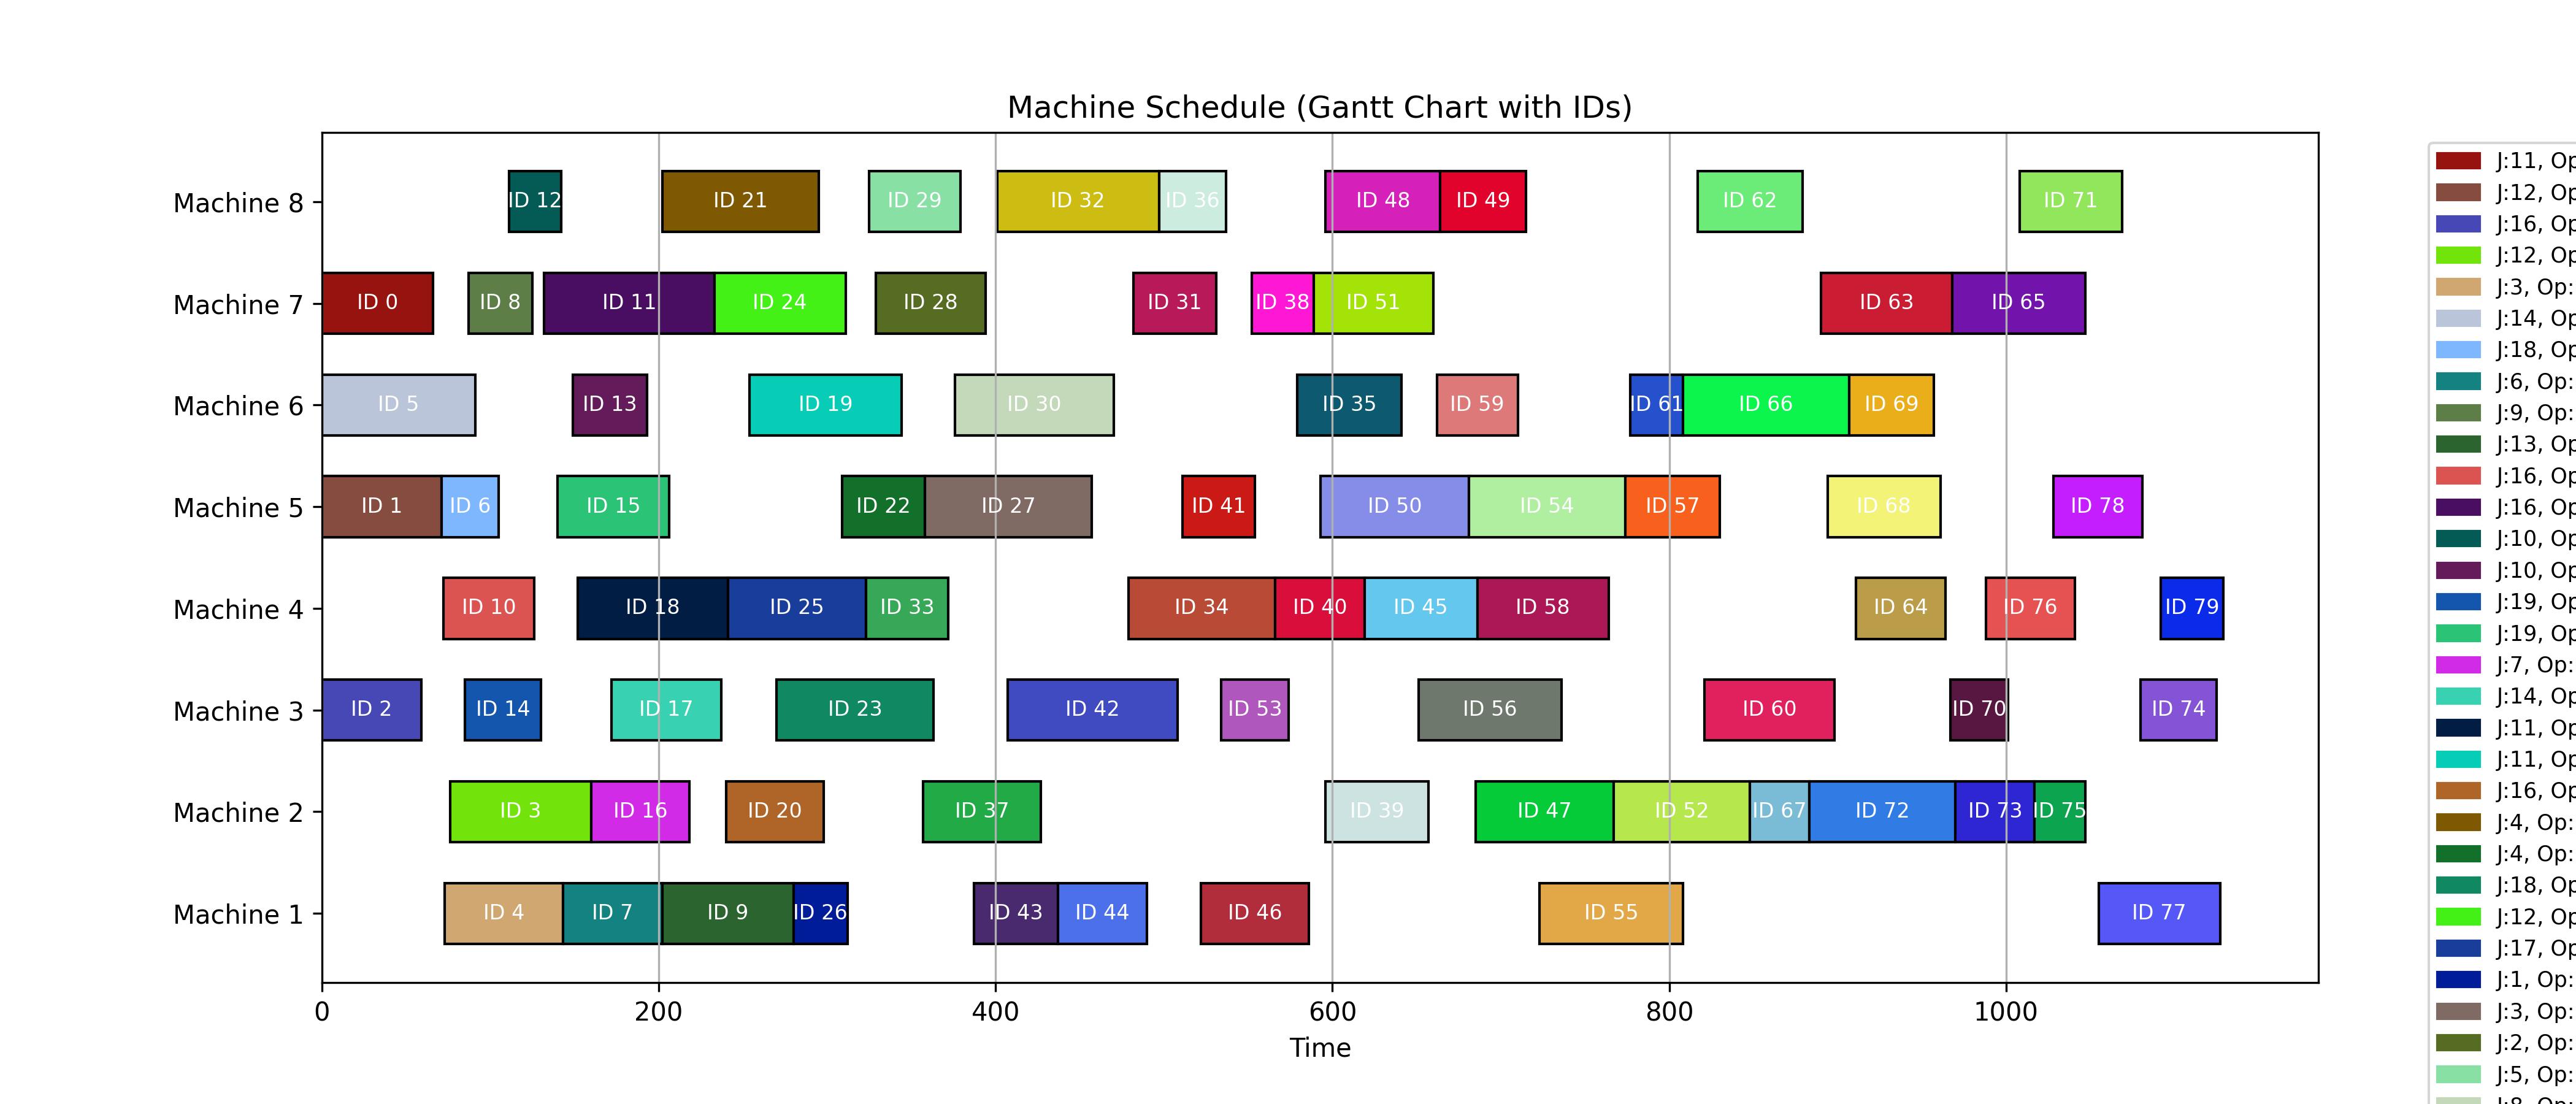 Machine Schedule (Gantt Chart with IDs)
Machine 8
ID 12
ID 21
ID 29
ID 32
ID 36
ID 48
ID 49
ID 62
ID 71
Machine 7
ID 0
ID 8
ID 11
ID 24
ID 28
ID 31
ID 38
ID 51
ID 63
ID 65
Machine 6
ID 5
ID 13
ID 19
ID 30
ID 35
ID 59
ID 61
ID 66
ID 69
Machine 5
ID 1
ID 6
ID 15
ID 22
ID 27
ID 41
ID 50
ID 54
ID 57
ID 68
ID 78
Machine 4
ID 10
ID 18
ID 25
ID 33
ID 34
ID 40
ID 45
ID 58
ID 64
ID 76
ID 79
Machine 3
ID 2
ID 14
ID 17
ID 23
ID 42
ID 53
ID 56
ID 60
ID 70
ID 74
Machine 2
ID 3
ID 16
ID 20
ID 37
ID 39
ID 47
ID 52
ID 67
ID 72
ID 73
ID 75
Machine 1
ID 4
ID 7
ID 9
ID 26
ID 43
ID 44
ID 46
ID 55
ID 77
0 200 400 600 800 1000
Time
J:11, Op
J:12, Op
J:16, Op
J:12, Op
J:3, Op:
J:14, Op
J:18, Op
J:6, Op:
J:9, Op:
J:13, Op
J:16, Op
J:16, Op
J:10, Op
J:10, Op
J:19, Op
J:19, Op
J:7, Op:
J:14, Op
J:11, Op
J:11, Op
J:16, Op
J:4, Op:
J:4, Op:
J:18, Op
J:12, Op
J:17, Op
J:1, Op:
J:3, Op:
J:2, Op:
J:5, Op: